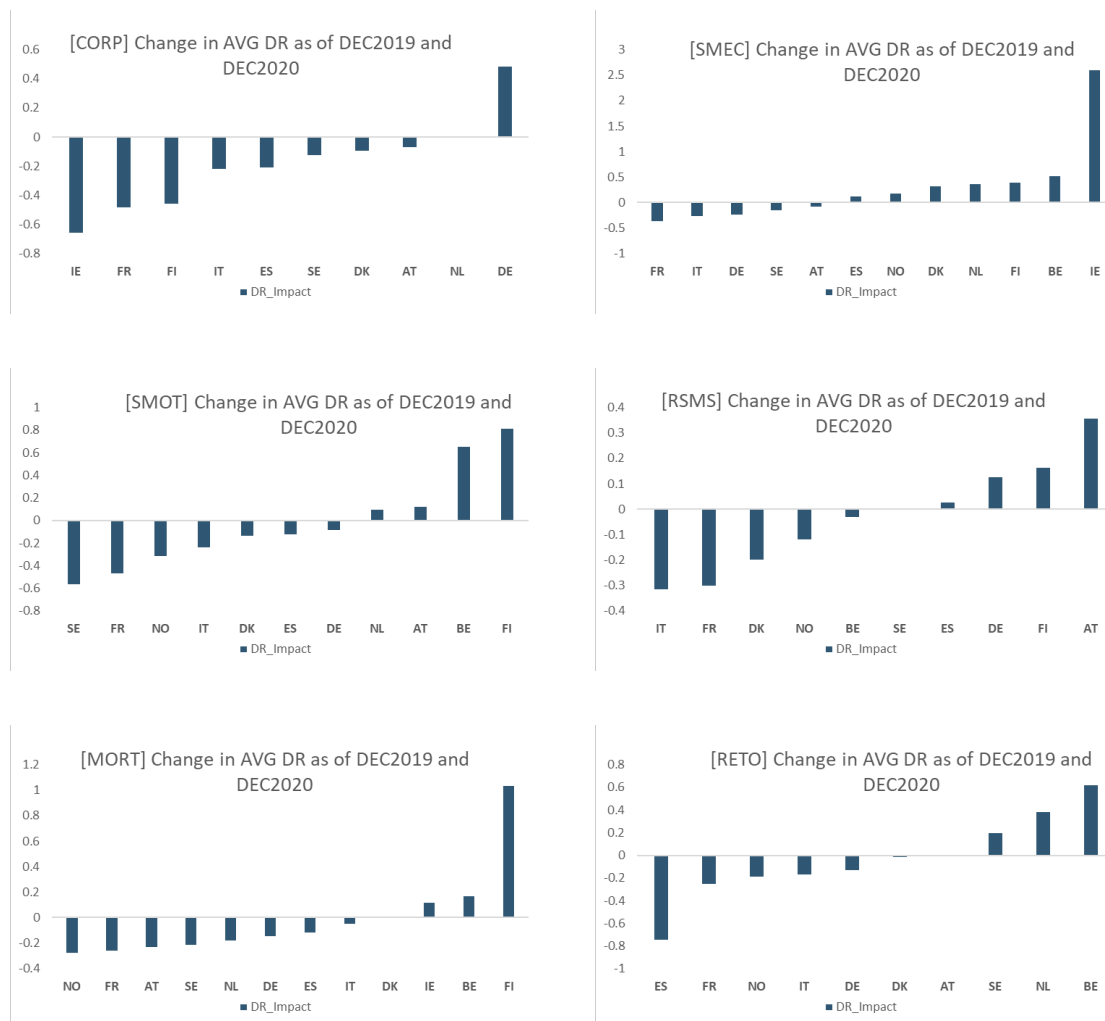 [CORP] Change in AVG DR as of DEC2019 and
DEC2020
0.6
0.4
0.2
0
-0.2
-0.4
-0.6
-0.8
IE FR FI IT ES SE DK AT NL DE
DR_Impact
[SMEC] Change in AVG DR as of DEC2019 and
DEC2020
3
2.5
2
1.5
1
0.5
0
-0.5
-1
FR IT DE SE AT ES NO DK NL FI BE IE
DR_Impact
[SMOT] Change in AVG DR as of DEC2019 and
DEC2020
1
0.8
0.6
0.4
0.2
0
-0.2
-0.4
-0.6
-0.8
SE FR NO IT DK ES DE NL AT BE FI
DR_Impact
[RSMS] Change in AVG DR as of DEC2019 and
DEC2020
0.4
0.3
0.2
0.1
0
-0.1
-0.2
-0.3
-0.4
IT FR DK NO BE SE ES DE FI AT
DR_Impact
[MORT] Change in AVG DR as of DEC2019 and
DEC2020
1.2
1
0.8
0.6
0.4
0.2
0
-0.2
-0.4
NO FR AT SE NL DE ES IT DK IE BE FI
DR_Impact
[RETO] Change in AVG DR as of DEC2019 and
DEC2020
0.8
0.6
0.4
0.2
0
-0.2
-0.4
-0.6
-0.8
-1
ES FR NO IT DE DK AT SE NL BE
DR_Impact